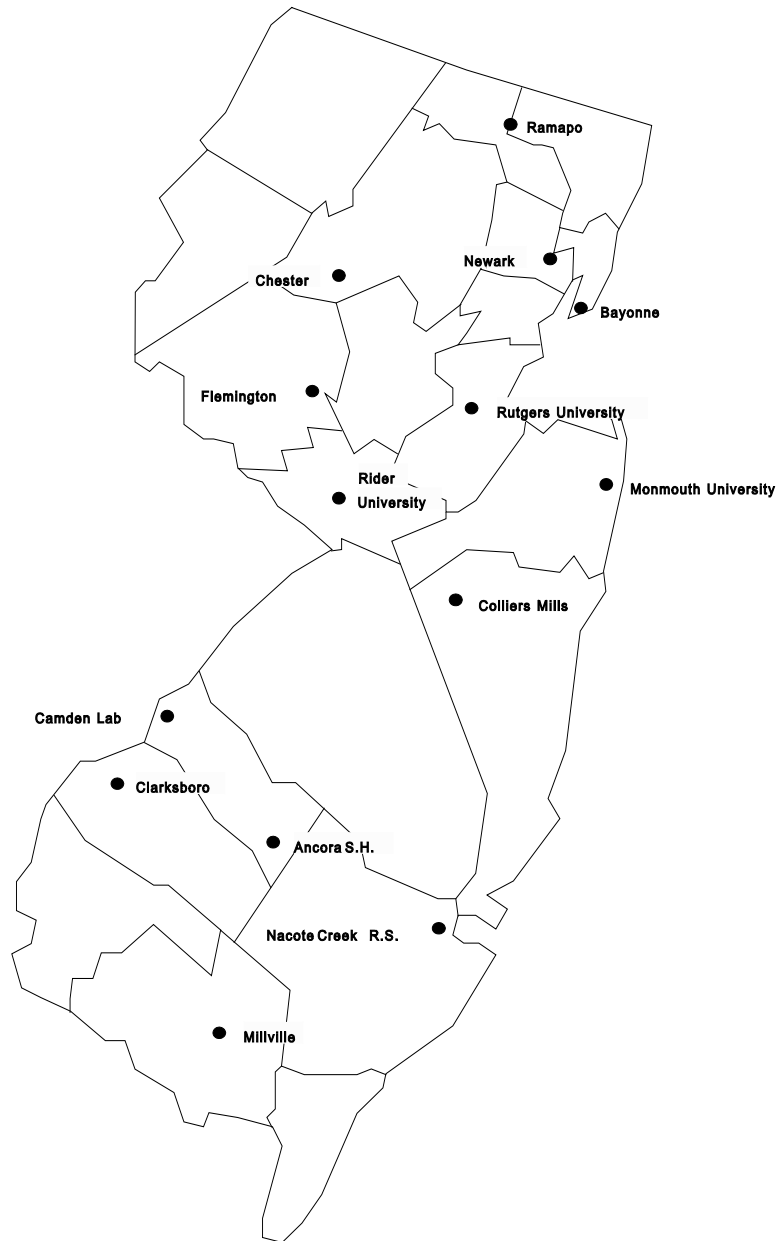 Ramapo
Newark
Chester
Bayonne
Flemington
Rutgers University
Rider
University
Monmouth University
Colliers Mills
Camden Lab
Clarksboro
Ancora S.H.
Nacote Creek R.S.
Millville